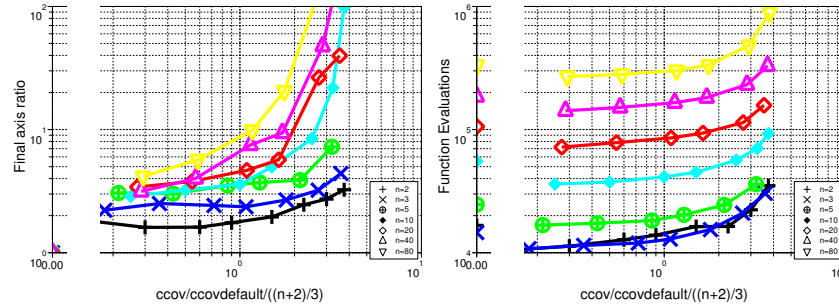 10 2
Final axis ratio
10 1
10 0
0.00
10 0
10 1
ccov/ccovdefault/((n+2)/3)
n=2
n=3
n=5
n=10
n=20
n=40
n=80
10 6
Function Evaluations
10 5
10 4
0.00
10 0
10 1
ccov/ccovdefault/((n+2)/3)
n=2
n=3
n=5
n=10
n=20
n=40
n=80